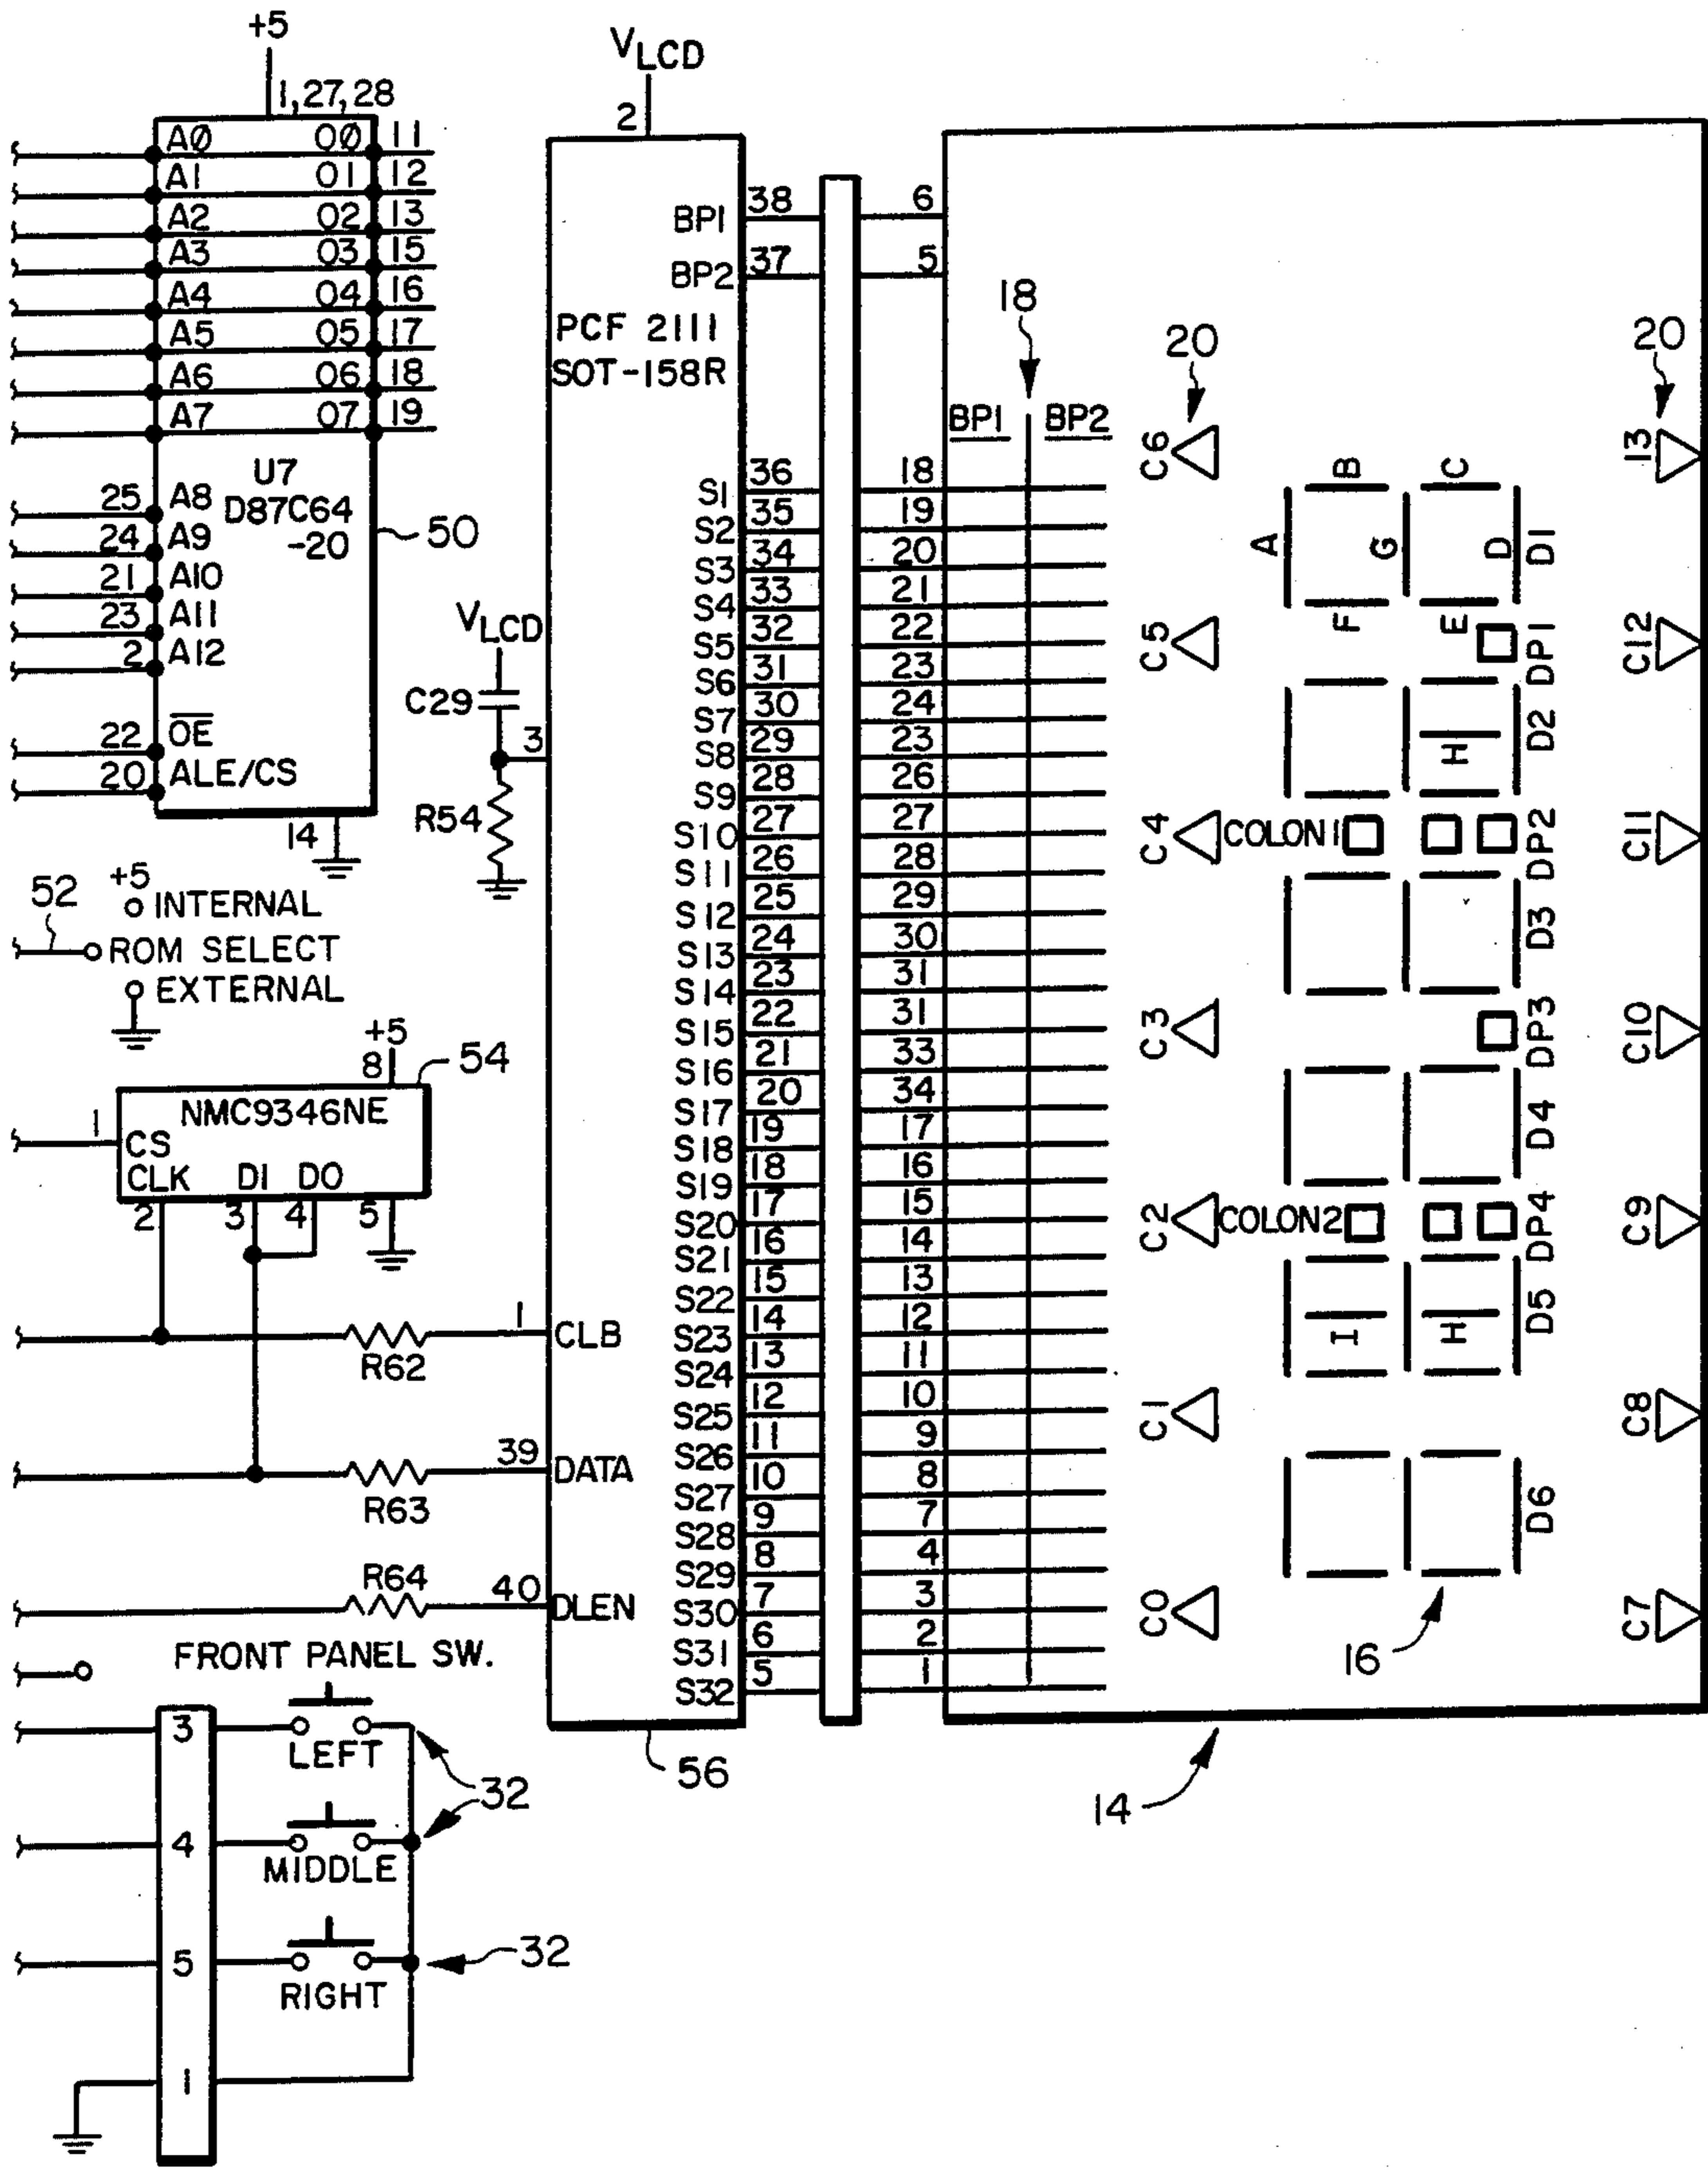 +5
1,27,28
A0 O0 11
A1 O1 12
A2 O2 13
A3 O3 15
A4 O4 16
A5 O5 17
A6 O6 18
A7 O7 19
U7
D87C64
-20
50
25 A8
24 A9
21 A10
23 A11
2 A12
22 OE
20 ALE/CS
14
52
+5
INTERNAL
ROM SELECT
EXTERNAL
+5
8
54
NMC9346NE
1 CS
CLK DI DO
2 3 4 5
R62
R63
R64
FRONT PANEL SW.
3 LEFT
32
4 MIDDLE
5 RIGHT
32
1
VLCD
2
VLCD
C29
3
R54
PCF 2111
SOT-158R
1 CLB
39 DATA
40 DLEN
56
BP1 38 6
BP2 37 5
S1 36 18
S2 35 19
S3 34 20
S4 33 21
S5 32 22
S6 31 23
S7 30 24
S8 29 23
S9 28 26
S10 27 27
S11 26 28
S12 25 29
S13 24 30
S14 23 31
S15 22 31
S16 21 33
S17 20 34
S18 19 17
S19 18 16
S20 17 15
S21 16 14
S22 15 13
S23 14 12
S24 13 11
S25 12 10
S26 11 9
S27 10 8
S28 9 7
S29 8 4
S30 7 3
S31 6 2
S32 5 1
18
BP1 BP2
20
20
C6
13
B C
A G D D1
F E
C5
DP1
C12
H
D2
C4
COLON1
DP2
C11
D3
C3
DP3
C10
D4
C2
COLON2
DP4
C9
I H
D5
C1
C8
D6
C0
16
C7
14